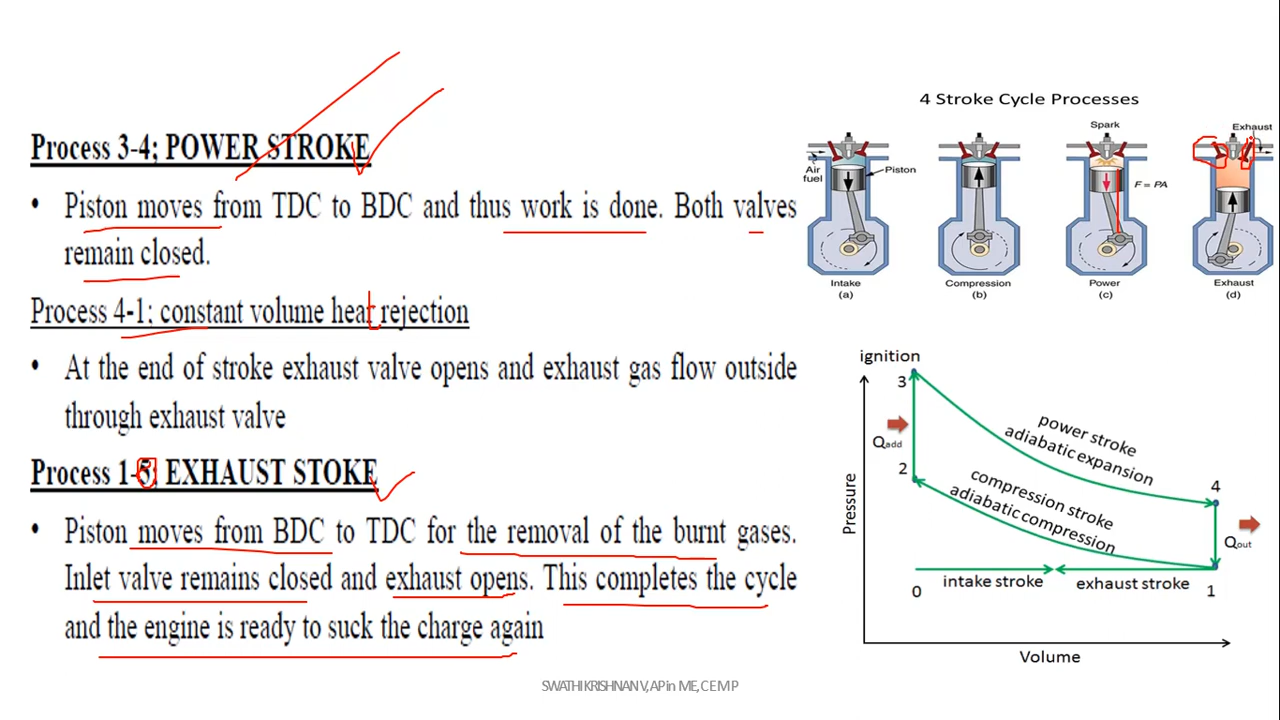 Process 3-4; POWER STROKE
• Piston moves from TDC to BDC and thus work is done. Both valves
remain closed.
Process 4-1: constant volume heat rejection
• At the end of stroke exhaust valve opens and exhaust gas flow outside
through exhaust valve
Process 1-5; EXHAUST STOKE
• Piston moves from BDC to TDC for the removal of the burnt gases.
Inlet valve remains closed and exhaust opens. This completes the cycle
and the engine is ready to suck the charge again
4 Stroke Cycle Processes
Spark
Exhaust
Air
fuel
Piston
F = PA
Intake
(a)
Compression
(b)
Power
(c)
Exhaust
(d)
ignition
3
Qadd
2
power stroke
adiabatic expansion
4
compression stroke
adiabatic compression
Qout
intake stroke
exhaust stroke
0
1
Pressure
Volume
SWATHI KRISHNAN V, AP in ME, CEMP